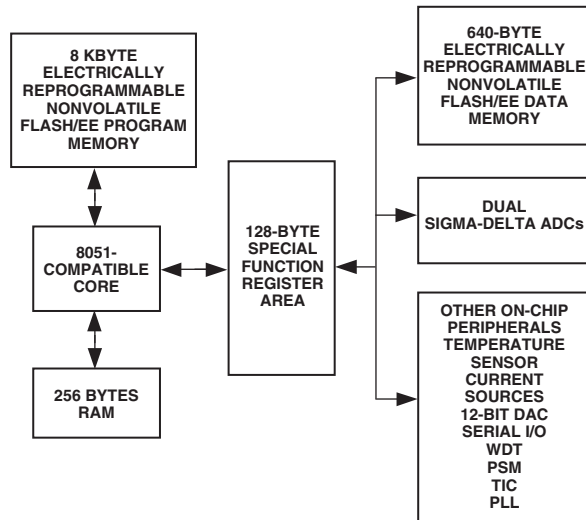 8 KBYTE
ELECTRICALLY
REPROGRAMMABLE
NONVOLATILE
FLASH/EE PROGRAM
MEMORY
8051-
COMPATIBLE
CORE
256 BYTES
RAM
128-BYTE
SPECIAL
FUNCTION
REGISTER
AREA
640-BYTE
ELECTRICALLY
REPROGRAMMABLE
NONVOLATILE
FLASH/EE DATA
MEMORY
DUAL
SIGMA-DELTA ADCs
OTHER ON-CHIP
PERIPHERALS
TEMPERATURE
SENSOR
CURRENT
SOURCES
12-BIT DAC
SERIAL I/O
WDT
PSM
TIC
PLL